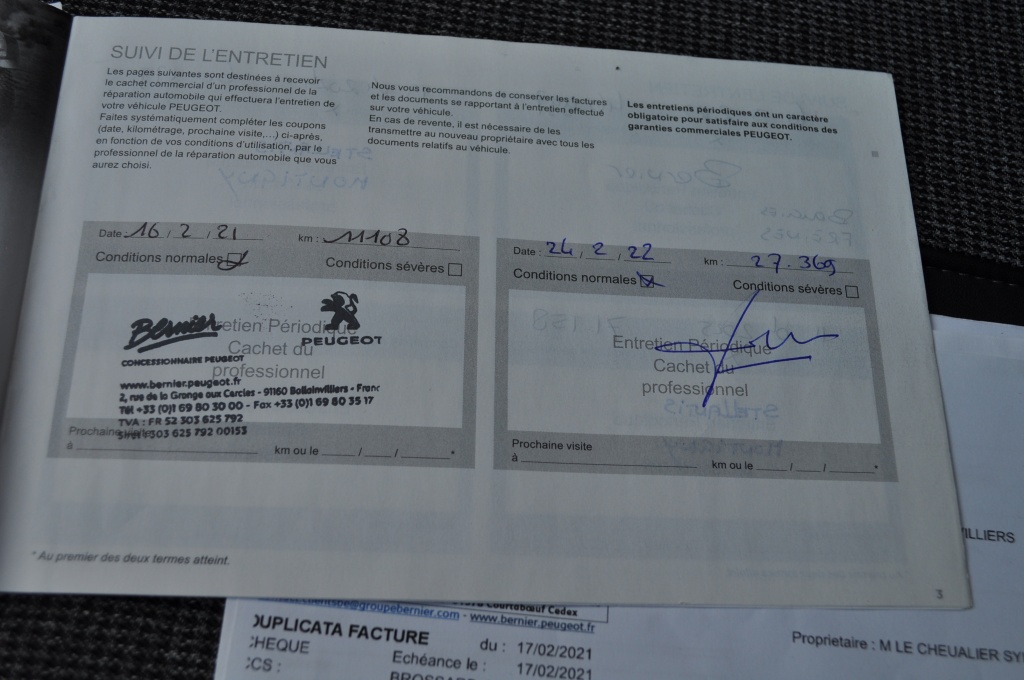 SUIVI DE L'ENTRETIEN
Les pages suivantes sont destinées à recevoir
le cachet commercial d'un professionnel de la
réparation automobile qui effectuera l'entretien de
votre véhicule PEUGEOT.
Faites systématiquement compléter les coupons
(date, kilométrage, prochaine visite,...) ci-après,
en fonction de vos conditions d'utilisation, par le
professionnel de la réparation automobile que vous
aurez choisi.
Nous vous recommandons de conserver les factures
et les documents se rapportant à l'entretien effectué
sur votre véhicule.
En cas de revente, il est nécessaire de les
transmettre au nouveau propriétaire avec tous les
documents relatifs au véhicule.
Les entretiens périodiques ont un caractère
obligatoire pour satisfaire aux conditions des
garanties commerciales PEUGEOT.
Date : 16 / 2 / 21 km : 11108
Conditions normales Conditions sévères
Bernier
PEUGEOT
CONCESSIONNAIRE PEUGEOT
Entretien Périodique
Cachet du
professionnel
www.bernier.peugeot.fr
2, rue de la Grange aux Cercles - 91160 Ballainvilliers - France
Tél +33 (0)1 69 80 30 00 - Fax +33 (0)1 69 80 35 17
TVA : FR 52 303 625 792
Siret : 303 625 792 00153
Prochaine visite
à km ou le / / *
Date : 24 / 2 / 22 km : 27.369
Conditions normales Conditions sévères
Entretien Périodique
Cachet du
professionnel
Prochaine visite
à km ou le / / *
* Au premier des deux termes atteint.
3
ILLIERS
Courtabœuf Cedex
@groupebernier.com - www.bernier.peugeot.fr
DUPLICATA FACTURE du : 17/02/2021
CHEQUE Echéance le : 17/02/2021
CCS :
Proprietaire : M LE CHEUALIER SY